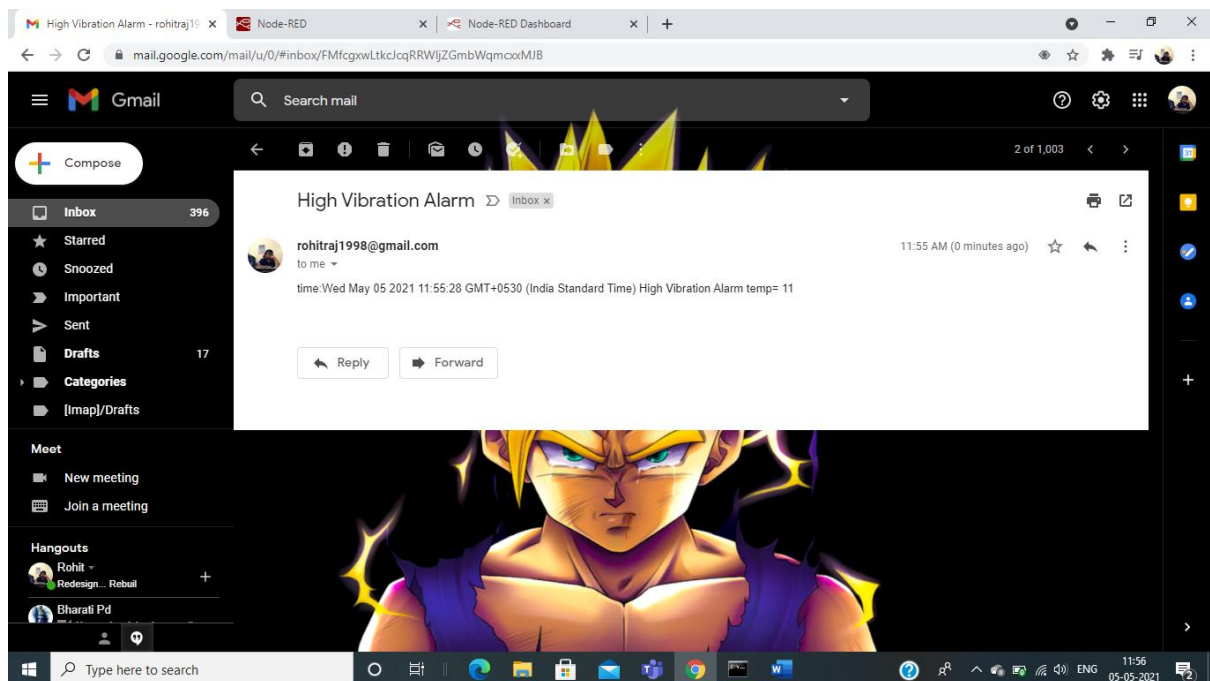 High Vibration Alarm - rohitraj19
Node-RED
Node-RED Dashboard
mail.google.com/mail/u/0/#inbox/FMfcgxwLtkcJcqRRWljZGmbWqmcxxMJB
Gmail
Search mail
Compose
2 of 1,003
31
Inbox 396
Starred
Snoozed
Important
Sent
Drafts 17
Categories
[Imap]/Drafts
High Vibration Alarm Inbox x
rohitraj1998@gmail.com 11:55 AM (0 minutes ago)
to me
time:Wed May 05 2021 11:55:28 GMT+0530 (India Standard Time) High Vibration Alarm temp= 11
Reply Forward
Meet
New meeting
Join a meeting
Hangouts
Rohit
Redesign... Rebuil
Bharati Pd
Type here to search
ENG
11:56
05-05-2021
2